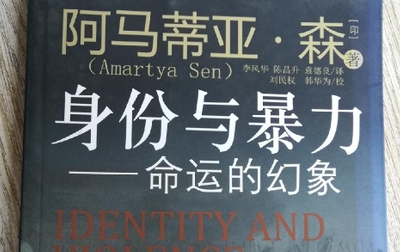 阿马蒂亚·森 [印] 著
(Amartya Sen)
李风华 陈昌升 袁德良/译
刘民权 韩华为/校
身份与暴力
——命运的幻象
IDENTITY AND
VIOLENCE